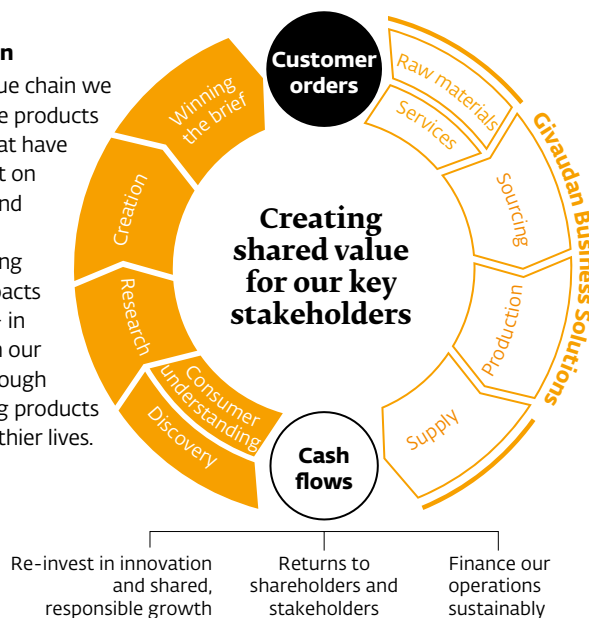 n
ue chain we
e products
at have
t on
nd
ng
pacts
- in
n our
ough
g products
thier lives.
Customer
orders
Raw materials
Services
Sourcing
Production
Supply
Givaudan Business Solutions
Cash
flows
Discovery
Consumer
understanding
Research
Creation
Winning
the brief
Creating
shared value
for our key
stakeholders
Re-invest in innovation
and shared,
responsible growth
Returns to
shareholders and
stakeholders
Finance our
operations
sustainably